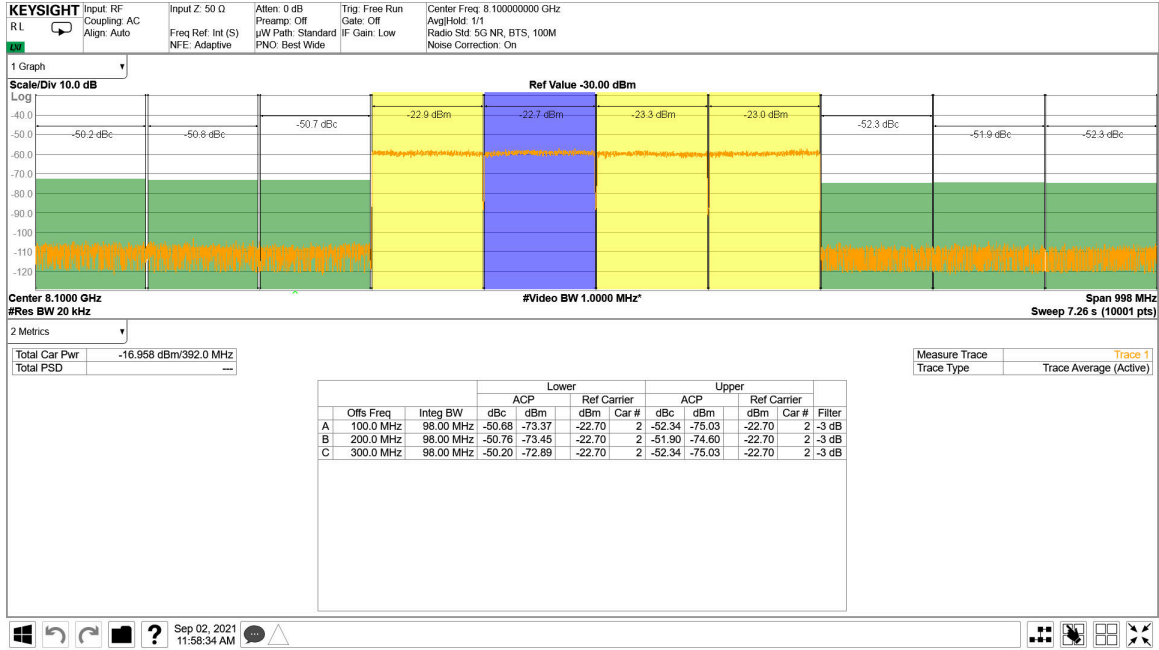 KEYSIGHT Input: RF Input Z: 50 Ω Atten: 0 dB Trig: Free Run Center Freq: 8.100000000 GHz
R L Coupling: AC Preamp: Off Gate: Off Avg|Hold: 1/1
Align: Auto Freq Ref: Int (S) µW Path: Standard IF Gain: Low Radio Std: 5G NR, BTS, 100M
LXI NFE: Adaptive PNO: Best Wide Noise Correction: On
1 Graph
Scale/Div 10.0 dB Ref Value -30.00 dBm
Log
-40.0
-50.0
-60.0
-70.0
-80.0
-90.0
-100
-110
-120
-50.2 dBc -50.8 dBc -50.7 dBc -22.9 dBm -22.7 dBm -23.3 dBm -23.0 dBm -52.3 dBc -51.9 dBc -52.3 dBc
Center 8.1000 GHz #Video BW 1.0000 MHz* Span 998 MHz
#Res BW 20 kHz Sweep 7.26 s (10001 pts)
2 Metrics
Total Car Pwr -16.958 dBm/392.0 MHz Measure Trace Trace 1
Total PSD --- Trace Type Trace Average (Active)
Lower Upper
ACP Ref Carrier ACP Ref Carrier
Offs Freq Integ BW dBc dBm dBm Car # dBc dBm dBm Car # Filter
A 100.0 MHz 98.00 MHz -50.68 -73.37 -22.70 2 -52.34 -75.03 -22.70 2 -3 dB
B 200.0 MHz 98.00 MHz -50.76 -73.45 -22.70 2 -51.90 -74.60 -22.70 2 -3 dB
C 300.0 MHz 98.00 MHz -50.20 -72.89 -22.70 2 -52.34 -75.03 -22.70 2 -3 dB
? Sep 02, 2021
11:58:34 AM